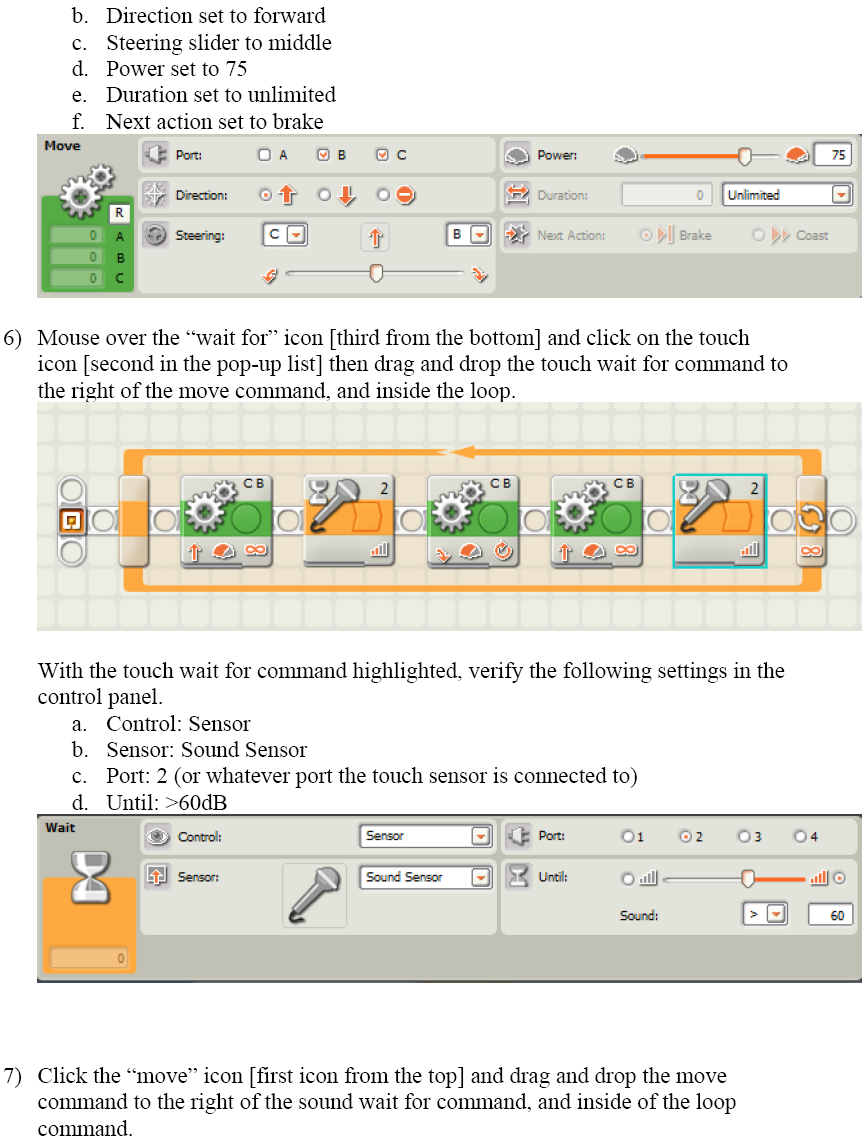 b. Direction set to forward
c. Steering slider to middle
d. Power set to 75
e. Duration set to unlimited
f. Next action set to brake
Move
Port: A B C
Power: 75
Direction:
Duration: 0 Unlimited
R
Steering: C B
Next Action: Brake Coast
0 A
0 B
0 C
6) Mouse over the “wait for” icon [third from the bottom] and click on the touch
icon [second in the pop-up list] then drag and drop the touch wait for command to
the right of the move command, and inside the loop.
C B 2 C B C B 2
With the touch wait for command highlighted, verify the following settings in the
control panel.
a. Control: Sensor
b. Sensor: Sound Sensor
c. Port: 2 (or whatever port the touch sensor is connected to)
d. Until: >60dB
Wait
Control: Sensor
Port: 1 2 3 4
Sensor: Sound Sensor
Until:
Sound: > 60
0
7) Click the “move” icon [first icon from the top] and drag and drop the move
command to the right of the sound wait for command, and inside of the loop
command.